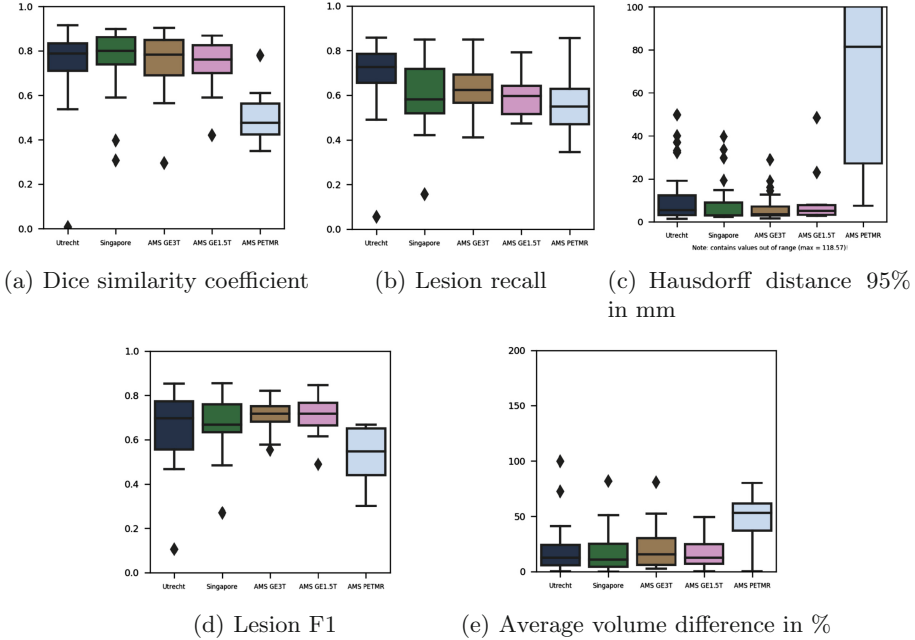 1.0
0.8
0.6
0.4
0.2
0.0
Utrecht Singapore AMS GE3T AMS GE1.5T AMS PETMR
(a) Dice similarity coefficient
1.0
0.8
0.6
0.4
0.2
0.0
Utrecht Singapore AMS GE3T AMS GE1.5T AMS PETMR
(b) Lesion recall
100
80
60
40
20
0
Utrecht Singapore AMS GE3T AMS GE1.5T AMS PETMR
Note: contains values out of range (max = 118.57)!
(c) Hausdorff distance 95%
in mm
1.0
0.8
0.6
0.4
0.2
0.0
Utrecht Singapore AMS GE3T AMS GE1.5T AMS PETMR
(d) Lesion F1
200
150
100
50
0
Utrecht Singapore AMS GE3T AMS GE1.5T AMS PETMR
(e) Average volume difference in %